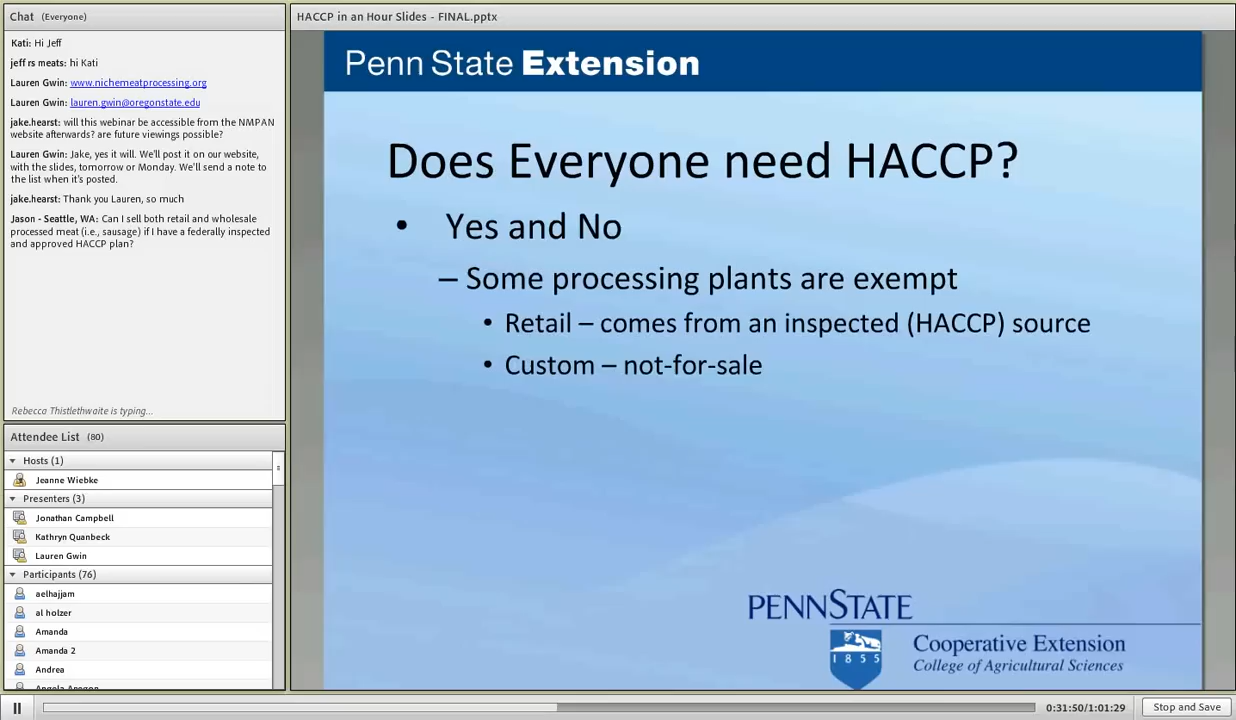 Chat (Everyone)
Kati: Hi Jeff
jeff rs meats: hi Kati
Lauren Gwin: www.nichemeatprocessing.org
Lauren Gwin: lauren.gwin@oregonstate.edu
jake.hearst: will this webinar be accessible from the NMPAN
website afterwards? are future viewings possible?
Lauren Gwin: Jake, yes it will. We'll post it on our website,
with the slides, tomorrow or Monday. We'll send a note to
the list when it's posted.
jake.hearst: Thank you Lauren, so much
Jason - Seattle, WA: Can I sell both retail and wholesale
processed meat (i.e., sausage) if I have a federally inspected
and approved HACCP plan?
Rebecca Thistlethwaite is typing...
Attendee List (80)
Hosts (1)
Jeanne Wiebke
Presenters (3)
Jonathan Campbell
Kathryn Quanbeck
Lauren Gwin
Participants (76)
aelhajjam
al holzer
Amanda
Amanda 2
Andrea
Angela Aragon
HACCP in an Hour Slides - FINAL.pptx
Penn State Extension
Does Everyone need HACCP?
• Yes and No
– Some processing plants are exempt
• Retail – comes from an inspected (HACCP) source
• Custom – not-for-sale
PENNSTATE
1855
Cooperative Extension
College of Agricultural Sciences
0:31:50/1:01:29
Stop and Save